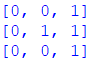 [0, 0, 1]
[0, 1, 1]
[0, 0, 1]